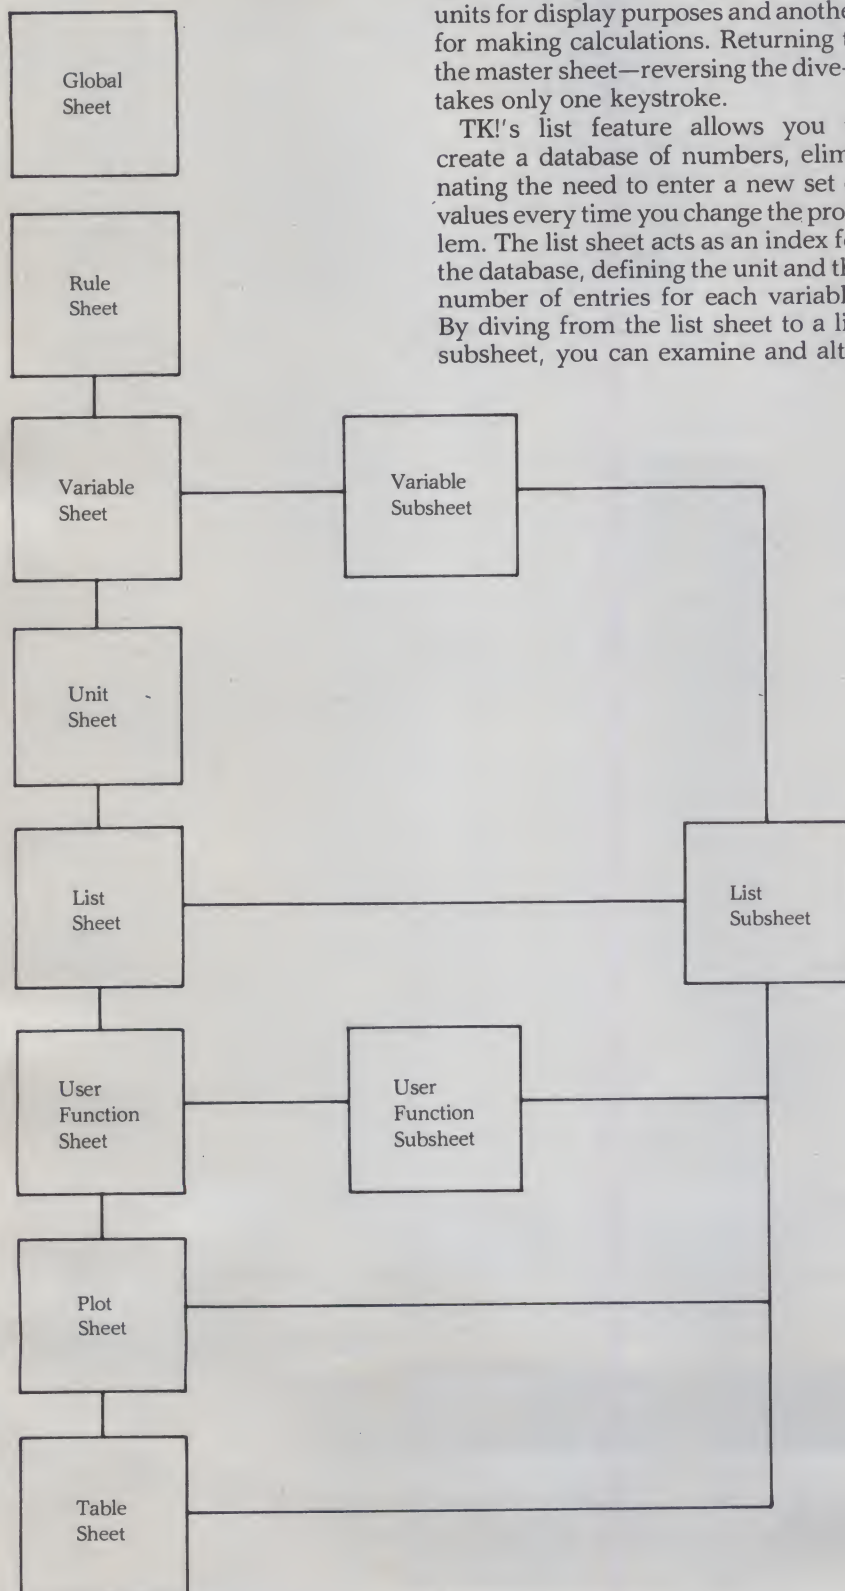 units for display purposes and anothe
for making calculations. Returning t
the master sheet—reversing the dive-
takes only one keystroke.
TK!'s list feature allows you
create a database of numbers, elim
nating the need to enter a new set
values every time you change the pro
lem. The list sheet acts as an index f
the database, defining the unit and th
number of entries for each variabl
By diving from the list sheet to a li
subsheet, you can examine and alt
Global
Sheet
Rule
Sheet
Variable
Sheet
Variable
Subsheet
Unit
Sheet
List
Sheet
List
Subsheet
User
Function
Sheet
User
Function
Subsheet
Plot
Sheet
Table
Sheet